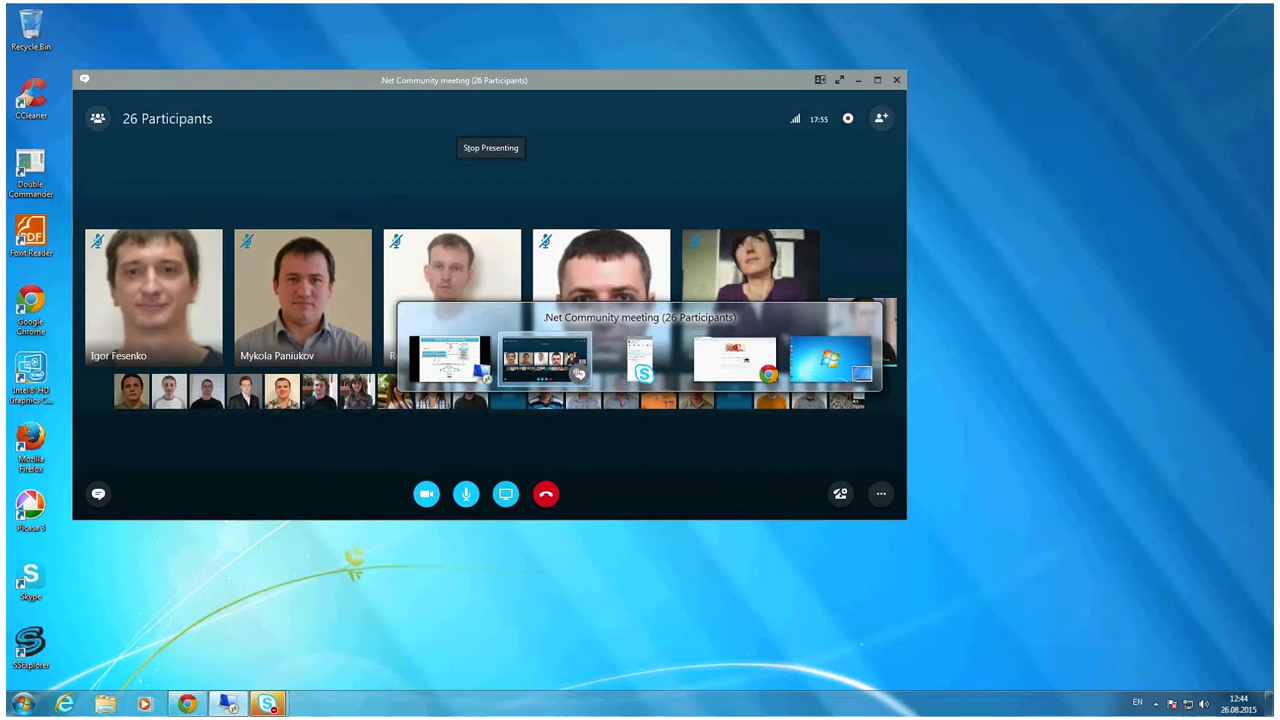 Recycle Bin
CCleaner
Double
Commander
Foxit Reader
Google
Chrome
Intel® HD
Graphics C...
Mozilla
Firefox
Picasa 3
Skype
SSExplorer
.Net Community meeting (26 Participants)
26 Participants
17:55
Stop Presenting
Igor Fesenko
Mykola Paniukov
.Net Community meeting (26 Participants)
EN
12:44
26.08.2015